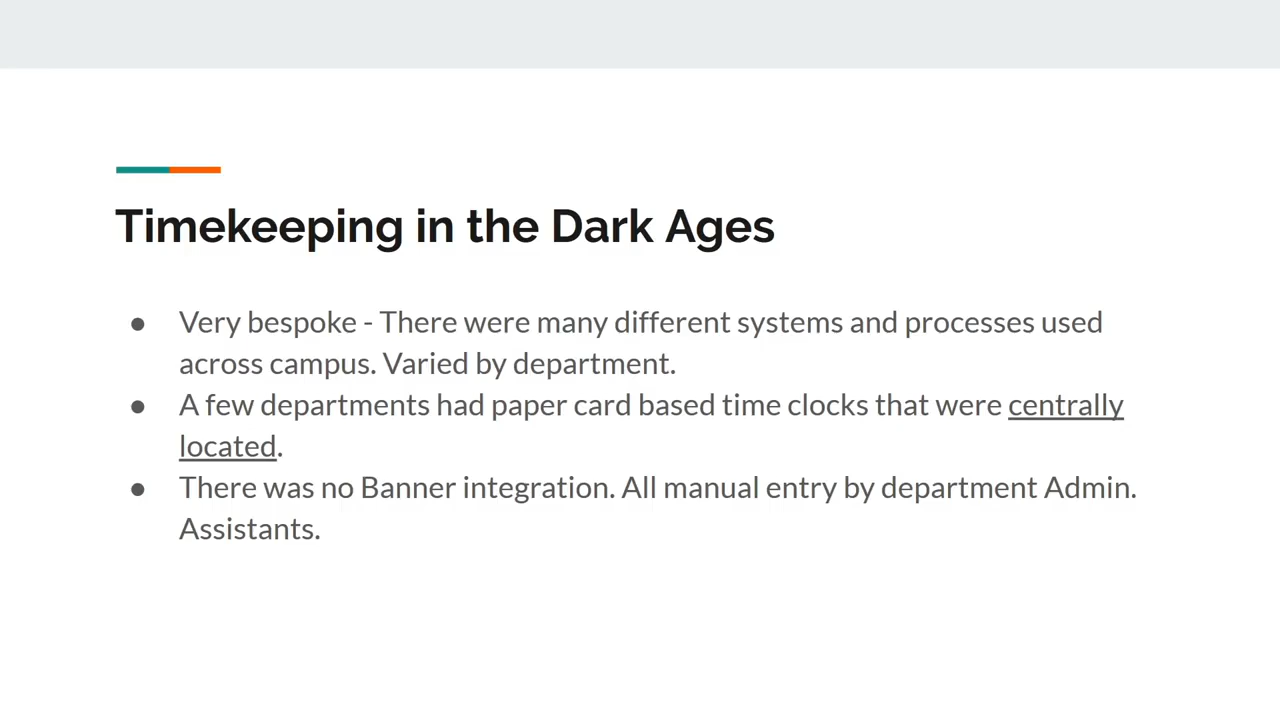 Timekeeping in the Dark Ages
● Very bespoke - There were many different systems and processes used
across campus. Varied by department.
● A few departments had paper card based time clocks that were centrally
located.
● There was no Banner integration. All manual entry by department Admin.
Assistants.